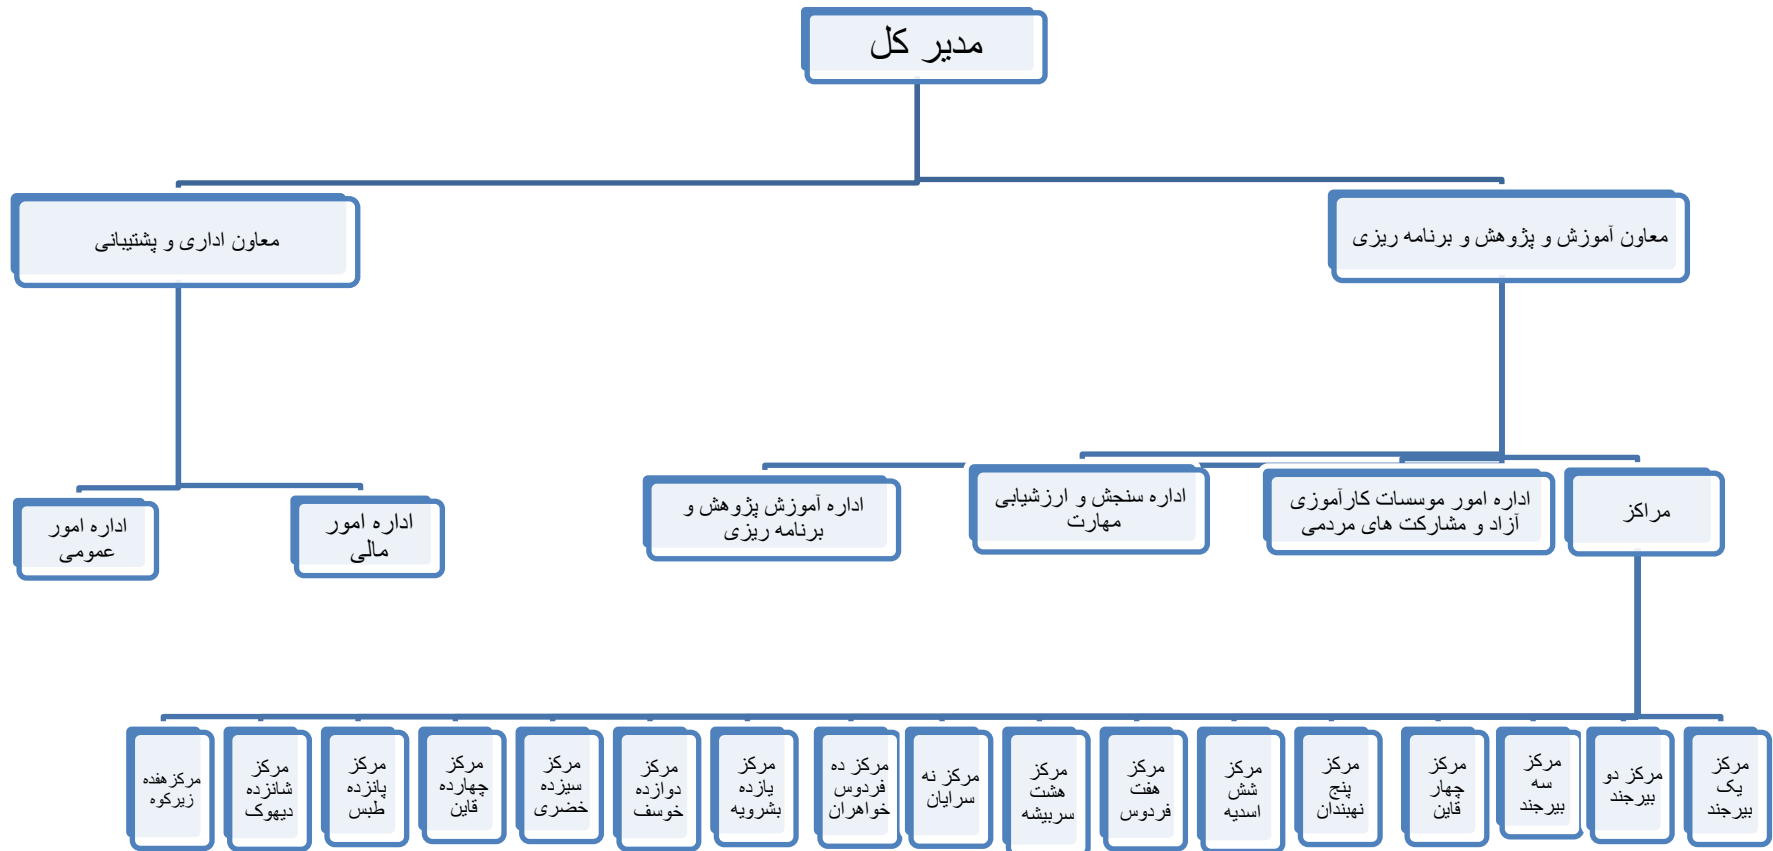 مدیر کل
معاون آموزش و پژوهش و برنامه ریزی
معاون اداری و پشتیبانی
مراکز
اداره امور موسسات کارآموزی
آزاد و مشارکت های مردمی
اداره سنجش و ارزشیابی
مهارت
اداره آموزش پژوهش و
برنامه ریزی
اداره امور
مالی
اداره امور
عمومی
مرکز
یک
بیرجند
مرکز دو
بیرجند
مرکز
سه
بیرجند
مرکز
چهار
قاین
مرکز
پنج
نهبندان
مرکز
شش
اسدیه
مرکز
هفت
فردوس
مرکز
هشت
سربیشه
مرکز نه
سرایان
مرکز ده
فردوس
خواهران
مرکز
یازده
بشرویه
مرکز
دوازده
خوسف
مرکز
سیزده
خضری
مرکز
چهارده
قاین
مرکز
پانزده
طبس
مرکز
شانزده
دیهوک
مرکز هفده
زیرکوه